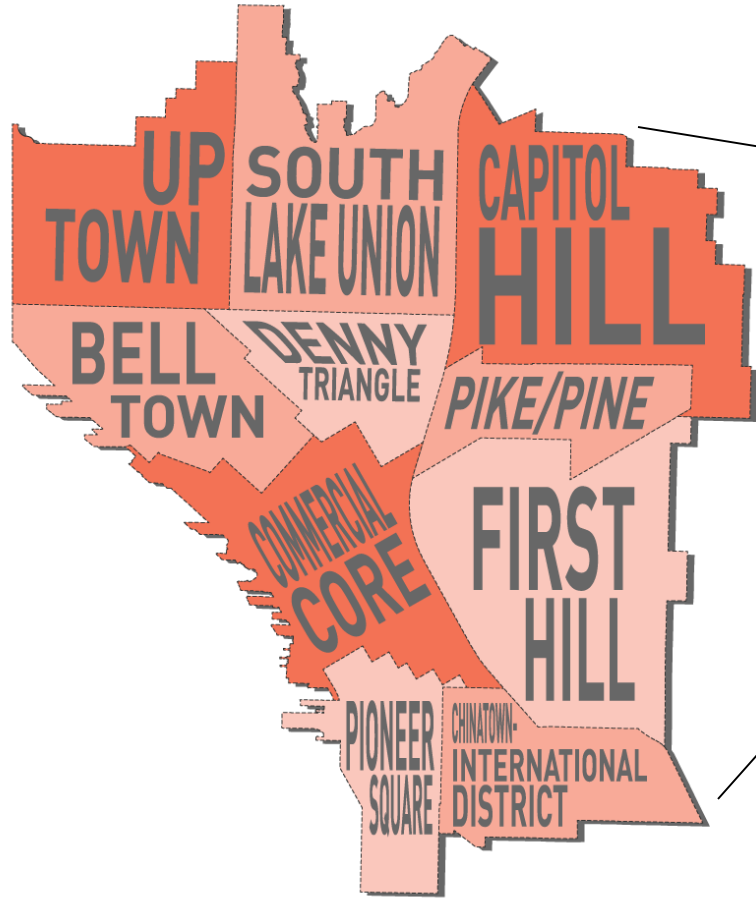 UP
TOWN
SOUTH
LAKE UNION
CAPITOL
HILL
BELL
TOWN
DENNY
TRIANGLE
PIKE/PINE
COMMERCIAL
CORE
FIRST
HILL
PIONEER
SQUARE
CHINATOWN-
INTERNATIONAL
DISTRICT